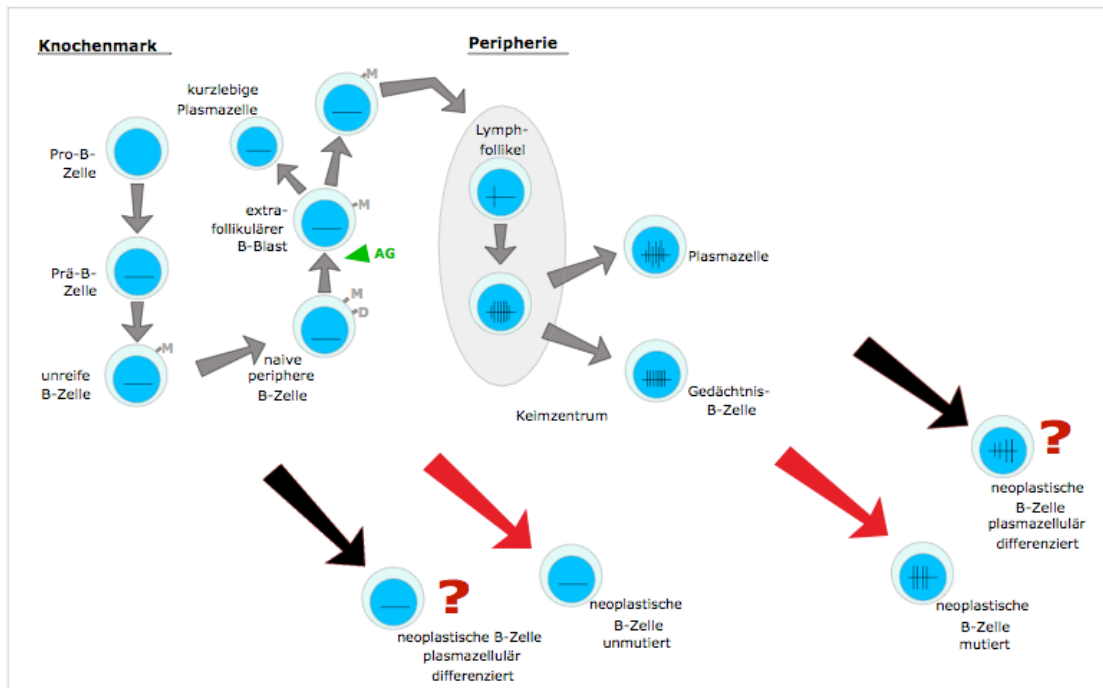 Knochenmark
Peripherie
M
kurzlebige
Plasmazelle
Lymph-
follikel
Pro-B-
Zelle
extra-
follikulärer
B-Blast
M
AG
Plasmazelle
Prä-B-
Zelle
M
D
M
unreife
B-Zelle
naive
periphere
B-Zelle
Gedächtnis-
B-Zelle
Keimzentrum
?
neoplastische
B-Zelle
plasmazellulär
differenziert
?
neoplastische B-Zelle
plasmazellulär
differenziert
neoplastische
B-Zelle
unmutiert
neoplastische
B-Zelle
mutiert